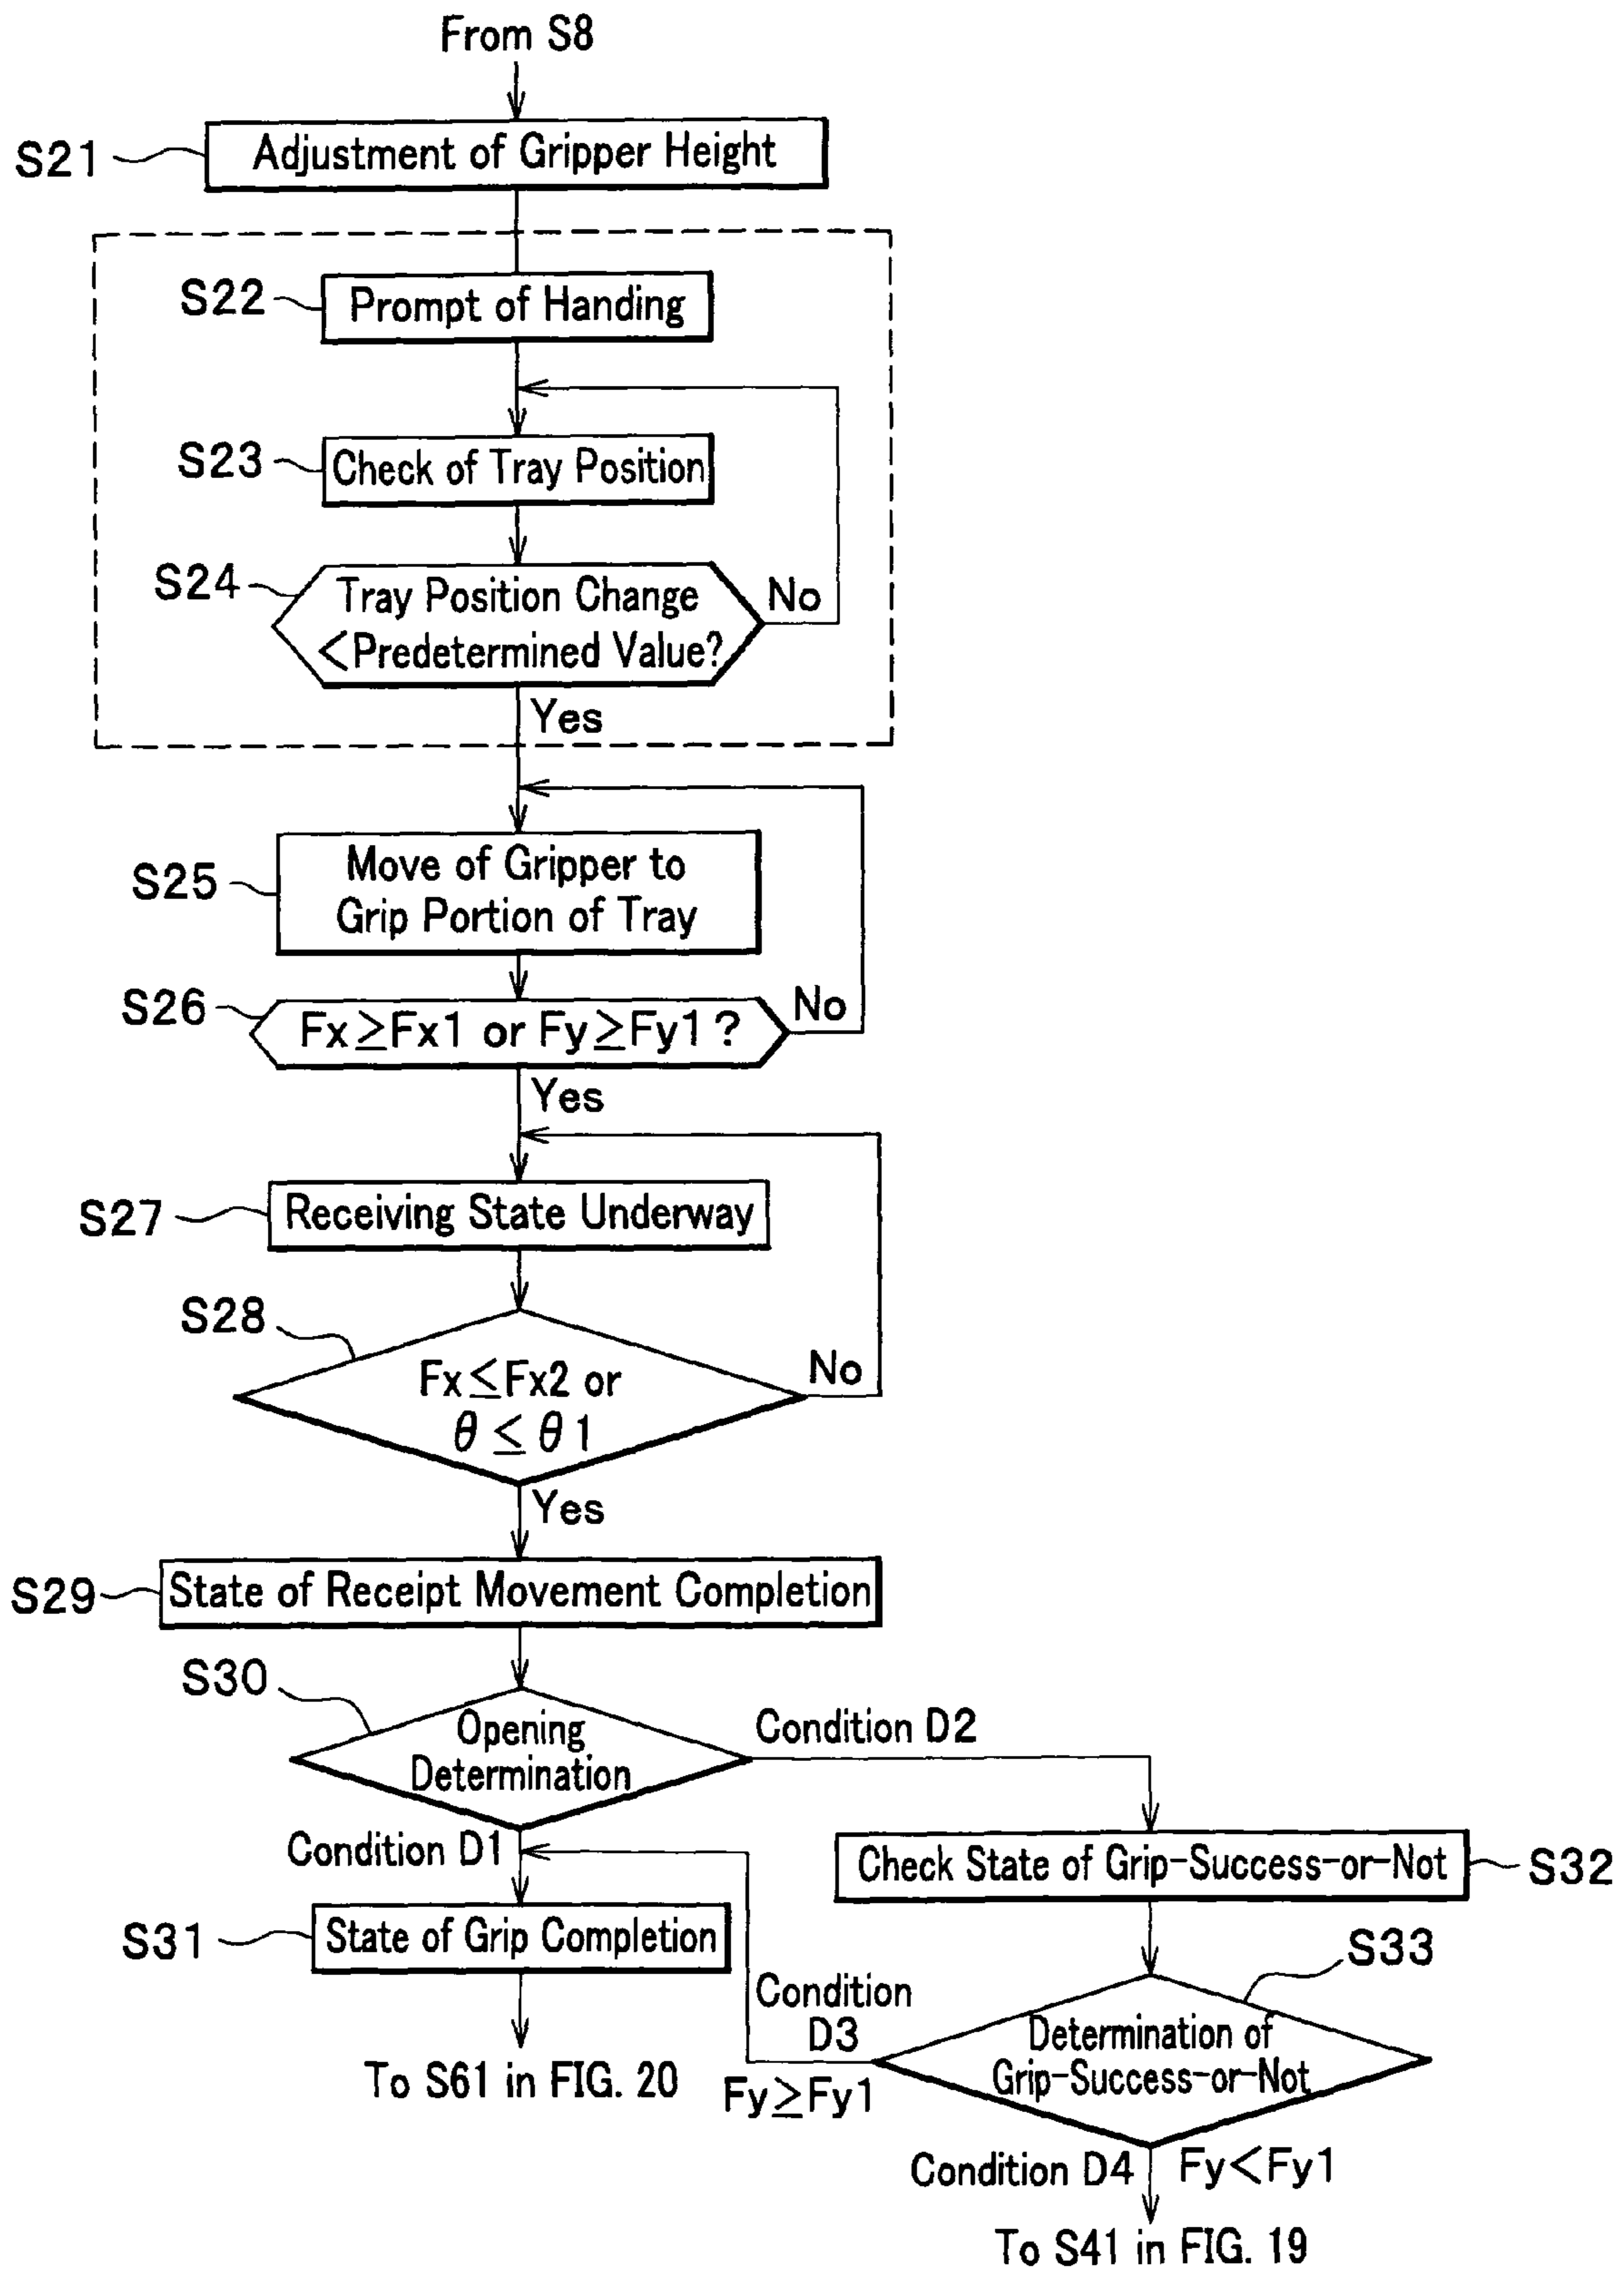 From S8
S21
Adjustment of Gripper Height
S22
Prompt of Handing
S23
Check of Tray Position
S24
Tray Position Change
<Predetermined Value?
No
Yes
S25
Move of Gripper to
Grip Portion of Tray
S26
Fx≥Fx1 or Fy≥Fy1?
No
Yes
S27
Receiving State Underway
S28
Fx≤Fx2 or
θ≤θ1
No
Yes
S29
State of Receipt Movement Completion
S30
Opening
Determination
Condition D2
Condition D1
Check State of Grip-Success-or-Not
S32
S31
State of Grip Completion
S33
Condition
D3
Determination of
Grip-Success-or-Not
Fy≥Fy1
To S61 in FIG. 20
Condition D4
Fy<Fy1
To S41 in FIG. 19